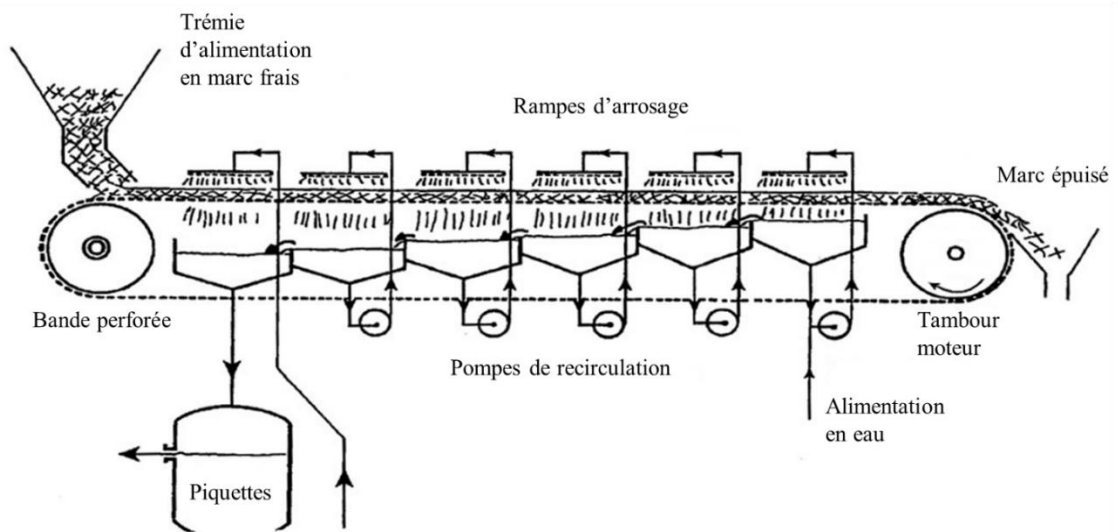 Trémie
d'alimentation
en marc frais
Rampes d'arrosage
Marc épuisé
Bande perforée
Pompes de recirculation
Tambour
moteur
Alimentation
en eau
Piquettes